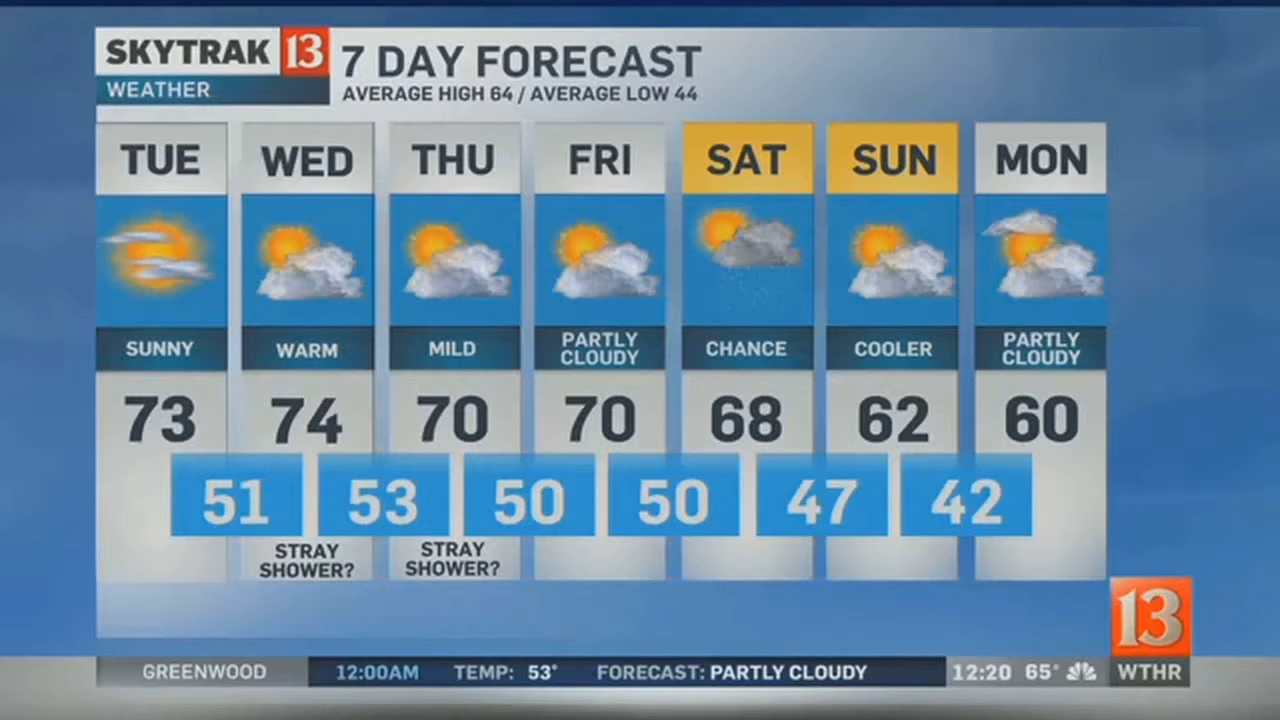 SKYTRAK 13
WEATHER
7 DAY FORECAST
AVERAGE HIGH 64 / AVERAGE LOW 44
TUE WED THU FRI SAT SUN MON
SUNNY WARM MILD PARTLY CLOUDY CHANCE COOLER PARTLY CLOUDY
73 74 70 70 68 62 60
51 53 50 50 47 42
STRAY SHOWER? STRAY SHOWER?
13
GREENWOOD 12:00AM TEMP: 53° FORECAST: PARTLY CLOUDY 12:20 65° WTHR